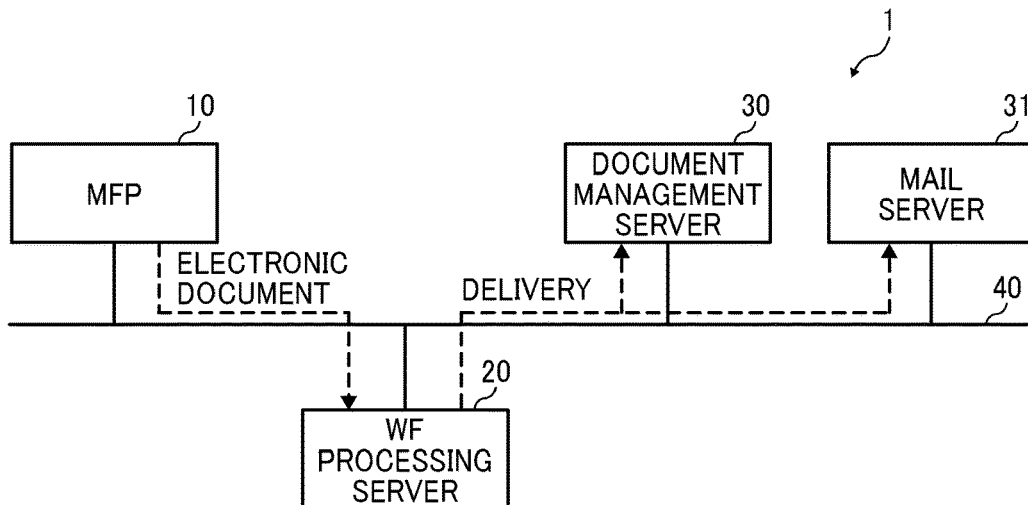 1
10
30
31
MFP
DOCUMENT
MANAGEMENT
SERVER
MAIL
SERVER
ELECTRONIC
DOCUMENT
DELIVERY
40
20
WF
PROCESSING
SERVER